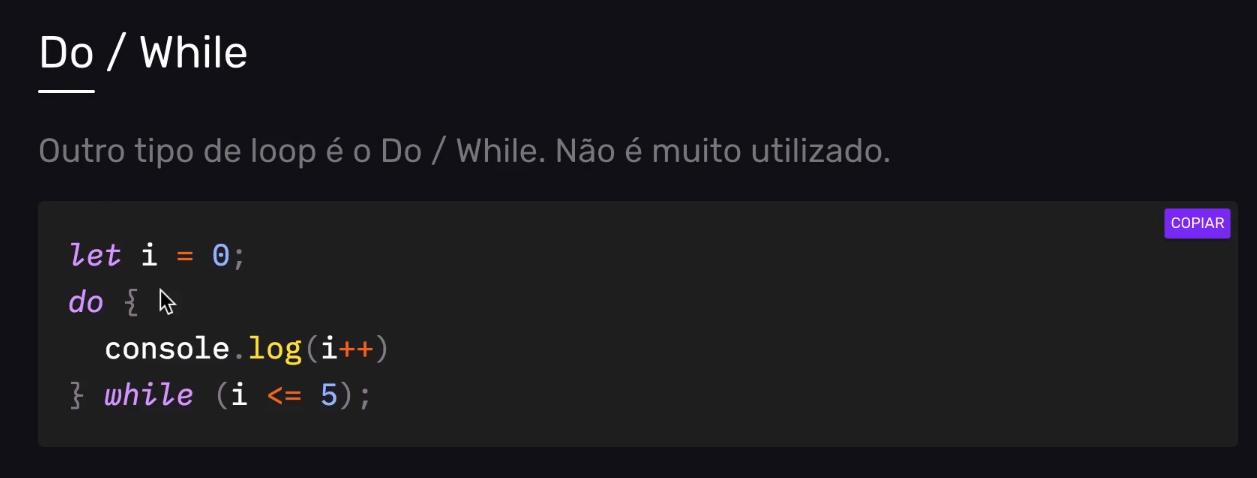 Do / While
Outro tipo de loop é o Do / While. Não é muito utilizado.
COPIAR
let i = 0;
do {
  console.log(i++)
} while (i <= 5);